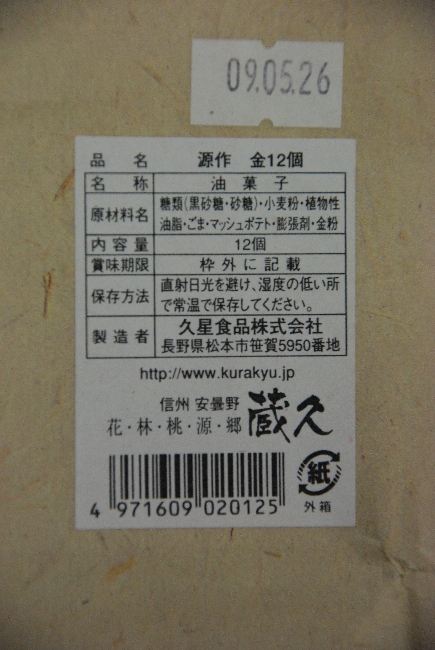 09.05.26
品名 源作 金12個
名称 油菓子
原材料名 糖類(黒砂糖・砂糖)・小麦粉・植物性
油脂・ごま・マッシュポテト・膨張剤・金粉
内容量 12個
賞味期限 枠外に記載
保存方法 直射日光を避け、湿度の低い所
で常温で保存してください。
製造者 久星食品株式会社
長野県松本市笹賀5950番地
http://www.kurakyu.jp
信州 安曇野
花・林・桃・源・郷 蔵久
紙
外箱
4 971609 020125